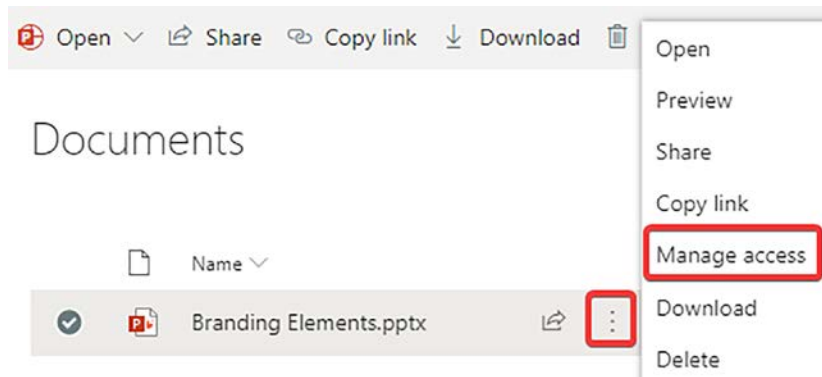 Open Share Copy link Download
Documents
Name
Branding Elements.pptx
Open
Preview
Share
Copy link
Manage access
Download
Delete